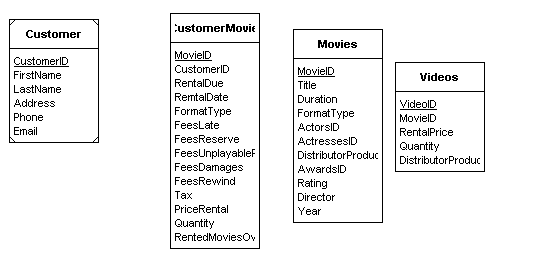 Customer
CustomerID
FirstName
LastName
Address
Phone
Email
CustomerMovie
MovieID
CustomerID
RentalDue
RemtalDate
FormatType
FeesLate
FeesReserve
FeesUnplayableR
FeesDamages
FeesRewind
Tax
PriceRental
Quantity
RentedMoviesOv
Movies
MovieID
Title
Duration
FormatType
ActorsID
ActressesID
DistributorProduc
AwardsID
Rating
Director
Year
Videos
VideoID
MovieID
RentalPrice
Quantity
DistributorProduc